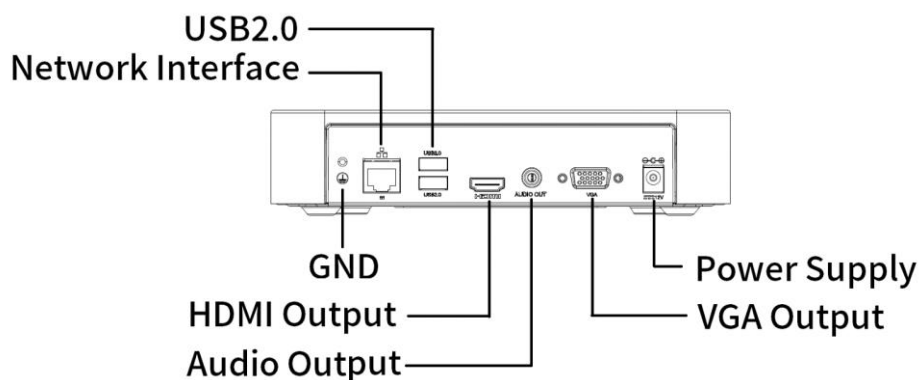 USB2.0
Network Interface
USB2.0
USB2.0
HDMI
AUDIO OUT
VGA
GND
Power Supply
HDMI Output
VGA Output
Audio Output